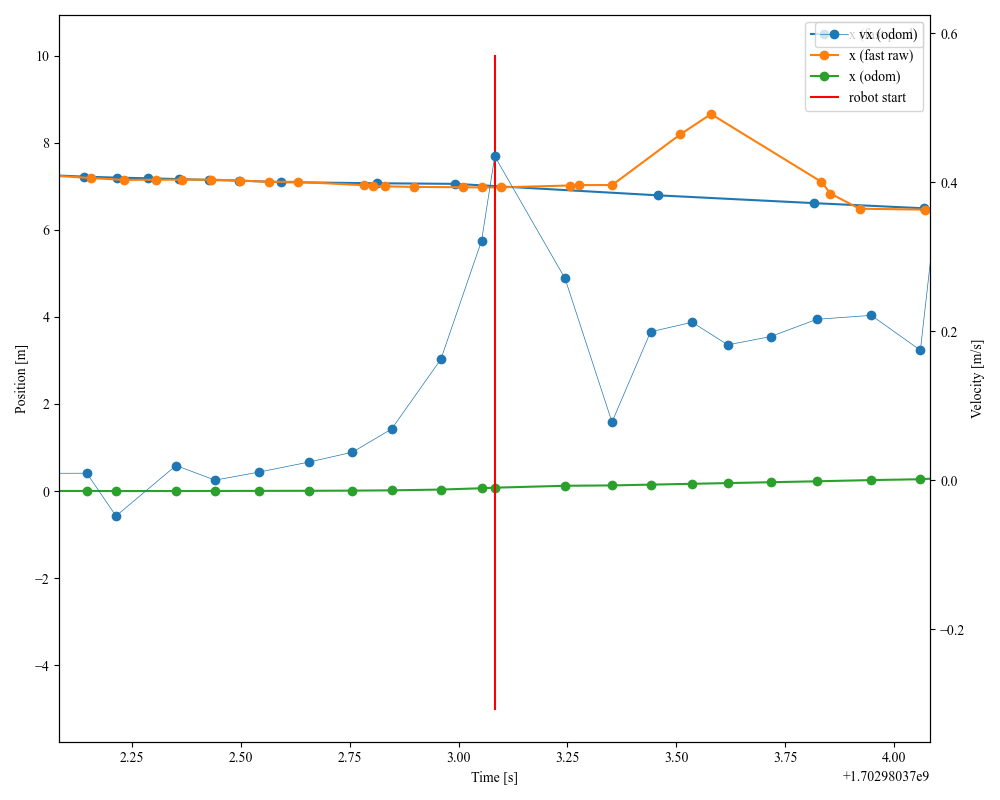 vx (odom)
x (fast raw)
x (odom)
robot start
10
8
6
4
2
0
−2
−4
0.6
0.4
0.2
0.0
−0.2
Position [m]
Velocity [m/s]
2.25 2.50 2.75 3.00 3.25 3.50 3.75 4.00
Time [s]
+1.70298037e9